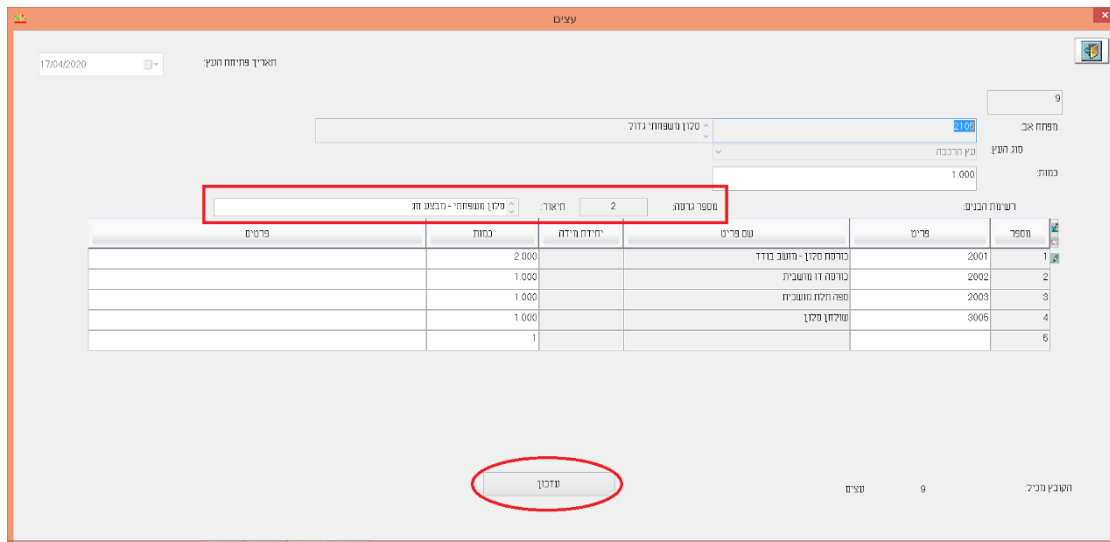 עצים
תאריך פתיחת העץ: 17/04/2020
9
מפתח אב: 2105 סלון משפחתי גדול
סוג העץ: עץ הרכבה
כמות: 1.000
רשימת הבנים: מספר גרסה: 2 תיאור: סלון משפחתי - מבצע חג
מספר פריט שם פריט יחידת מידה כמות פרטים
1 2001 כורסת סלון - מושב בודד 2.000
2 2002 כורסה דו מושבית 1.000
3 2003 ספה תלת מושבית 1.000
4 3005 שולחן סלון 1.000
5 1
עדכון
הקובץ מכיל: 9 עצים